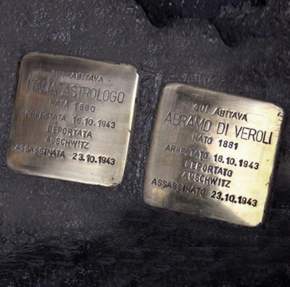 ABITAVA
ASTROLOGO
NATA 1880
ARRESTATA 16.10.1943
DEPORTATA
AUSCHWITZ
ASSASSINATA 23.10.1943
QUI ABITAVA
ABRAMO DI VEROLI
NATO 1881
ARRESTATO 16.10.1943
DEPORTATO
AUSCHWITZ
ASSASSINATO 23.10.1943